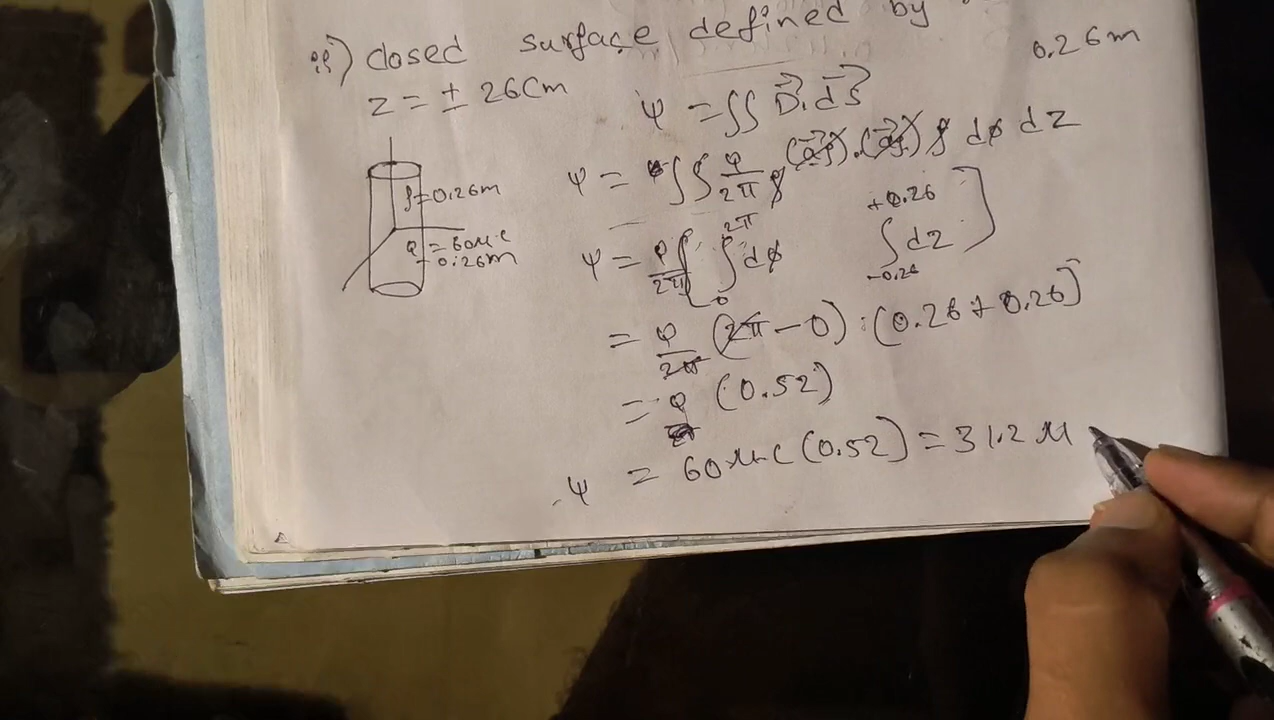 ii) closed surface defined by
0.26m
z = ± 26Cm
ψ = ∬ D⃗.dS⃗
ψ = ∫∫ Q/2πρ (a⃗ρ).(a⃗ρ) ρ dϕ dz
ρ=0.26m
Q = 60μC
0.26m
ψ = Q/2π [ ∫₀^2π dϕ ∫₋₀.₂₆^+0.26 dz ]
= Q/2π (2π - 0) . (0.26 + 0.26)]
= Q (0.52)
ψ = 60μC (0.52) = 31.2 μ